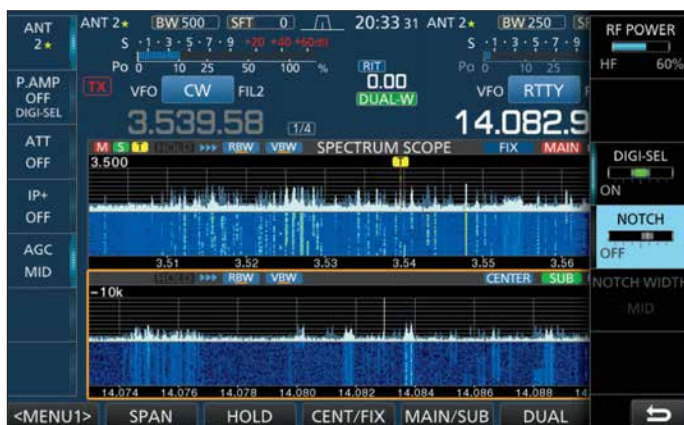 ANT 2★
P.AMP OFF
DIGI-SEL
ATT OFF
IP+ OFF
AGC MID
ANT 2★ BW 500 SFT 0 20:33 31 ANT 2★ BW 250
S ·1·3·5·7·9 +20 +40 +60dB S ·1·3·5·7·9
Po 0 10 25 50 100 % RIT Po 0 10 25 50
TX VFO CW FIL2 0.00 VFO RTTY
DUAL-W
3.539.58 1/4 14.082.9
M S T HOLD RBW VBW SPECTRUM SCOPE FIX MAIN
3.500 T
3.51 3.52 3.53 3.54 3.55 3.56
HOLD RBW VBW CENTER SUB
-10k
14.074 14.076 14.078 14.080 14.082 14.084 14.086 14.088 14
RF POWER
HF 60%
DIGI-SEL
ON
NOTCH
OFF
NOTCH WIDTH
MID
<MENU1> SPAN HOLD CENT/FIX MAIN/SUB DUAL